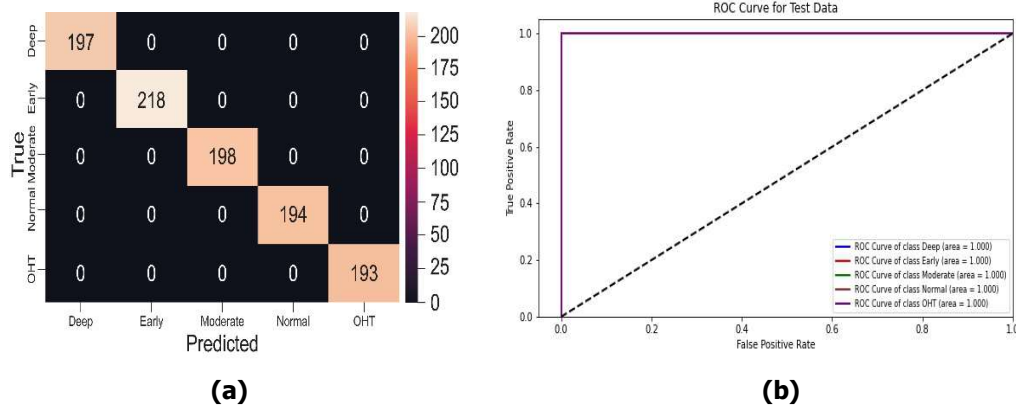 Deep 197 0 0 0 0
Early 0 218 0 0 0
Moderate 0 0 198 0 0
Normal 0 0 0 194 0
OHT 0 0 0 0 193
True
Deep Early Moderate Normal OHT
Predicted
200
175
150
125
100
75
50
25
0
(a)
ROC Curve for Test Data
1.0
0.8
0.6
0.4
0.2
0.0
True Positive Rate
ROC Curve of class Deep (area = 1.000)
ROC Curve of class Early (area = 1.000)
ROC Curve of class Moderate (area = 1.000)
ROC Curve of class Normal (area = 1.000)
ROC Curve of class OHT (area = 1.000)
0.0 0.2 0.4 0.6 0.8 1.0
False Positive Rate
(b)